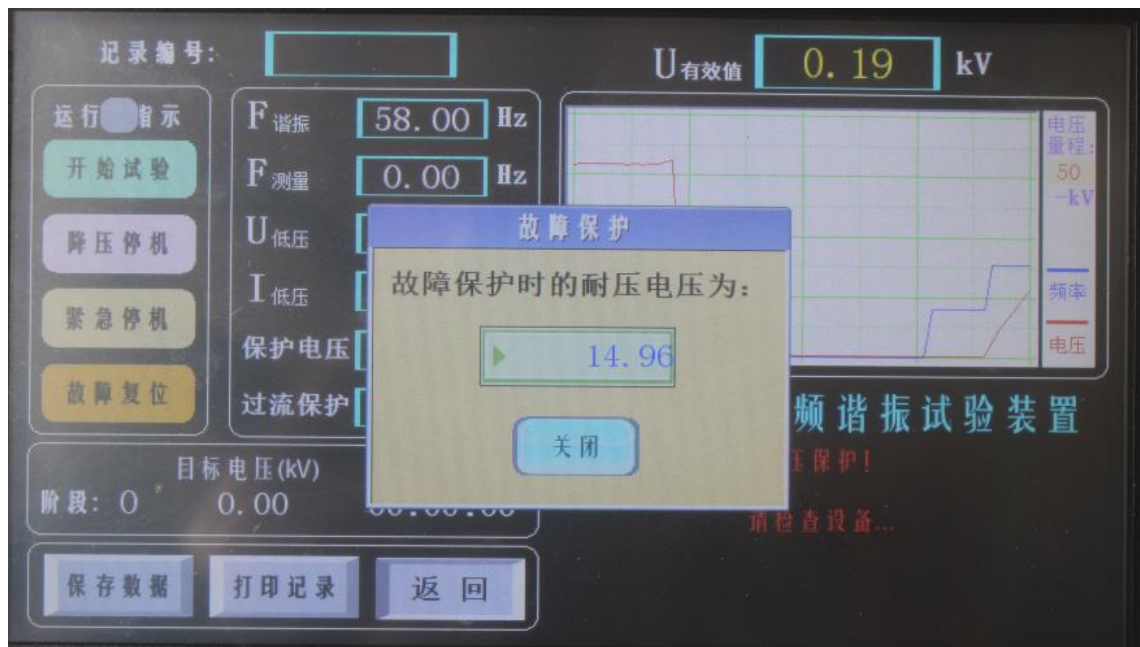 记录编号:
U有效值 0.19 kV
运行 指示
开始试验
降压停机
紧急停机
故障复位
F谐振 58.00 Hz
F测量 0.00 Hz
U低压
I低压
保护电压
过流保护
电压
量程:
50
-kV
频率
电压
故障保护
故障保护时的耐压电压为:
14.96
关闭
频谐振试验装置
压保护!
请检查设备...
目标电压(kV)
阶段: 0 0.00 00:00:00
保存数据
打印记录
返回